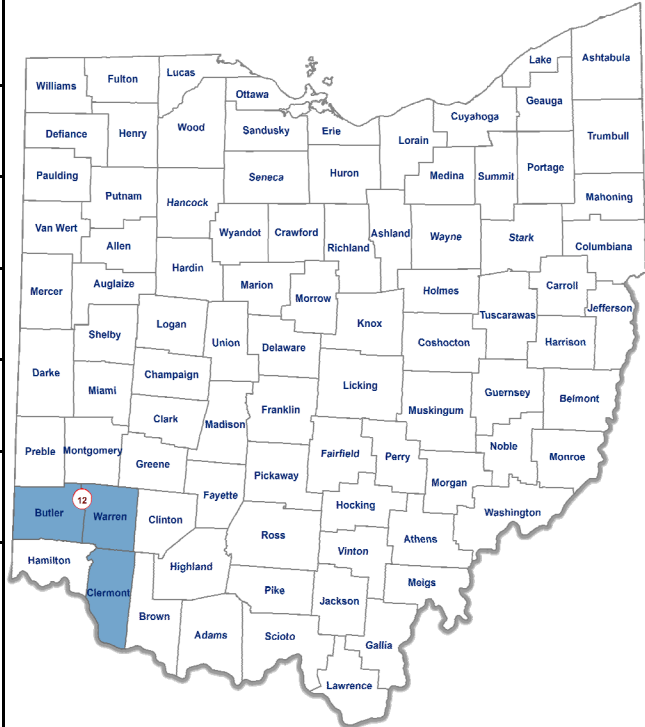 Lake
Ashtabula
Williams
Fulton
Lucas
Ottawa
Geauga
Cuyahoga
Defiance
Henry
Wood
Sandusky
Erie
Lorain
Trumbull
Paulding
Putnam
Hancock
Seneca
Huron
Medina
Summit
Portage
Mahoning
Van Wert
Allen
Wyandot
Crawford
Richland
Ashland
Wayne
Stark
Columbiana
Mercer
Auglaize
Hardin
Marion
Morrow
Holmes
Tuscarawas
Carroll
Jefferson
Shelby
Logan
Union
Delaware
Knox
Coshocton
Harrison
Darke
Miami
Champaign
Clark
Madison
Franklin
Licking
Muskingum
Guernsey
Belmont
Preble
Montgomery
Greene
Fayette
Pickaway
Fairfield
Perry
Morgan
Noble
Monroe
12
Butler
Warren
Clinton
Ross
Hocking
Athens
Washington
Hamilton
Clermont
Highland
Vinton
Meigs
Brown
Adams
Pike
Scioto
Jackson
Gallia
Lawrence